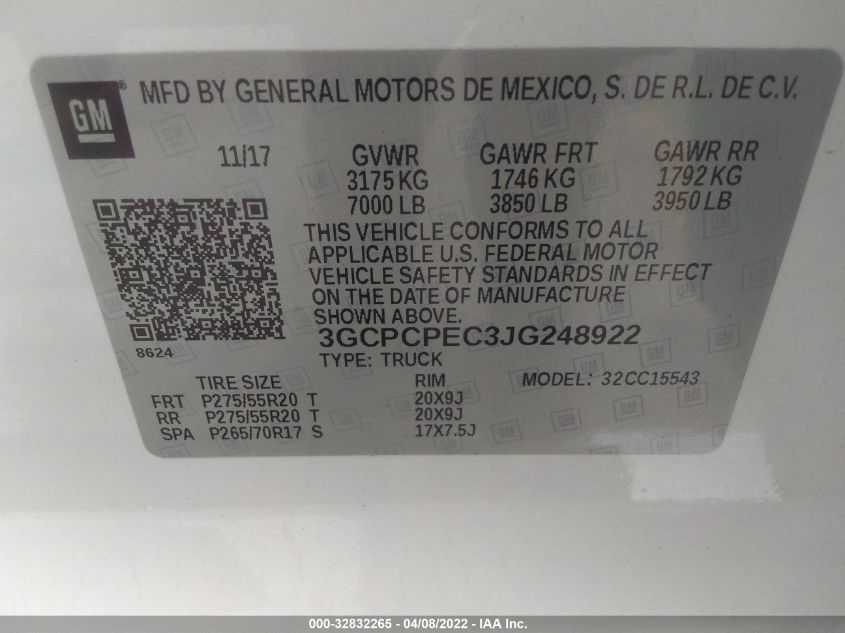 GM
MFD BY GENERAL MOTORS DE MEXICO, S. DE R.L. DE C.V.
11/17 GVWR GAWR FRT GAWR RR
3175 KG 1746 KG 1792 KG
7000 LB 3850 LB 3950 LB
THIS VEHICLE CONFORMS TO ALL
APPLICABLE U.S. FEDERAL MOTOR
VEHICLE SAFETY STANDARDS IN EFFECT
ON THE DATE OF MANUFACTURE
SHOWN ABOVE.
8624
3GCPCPEC3JG248922
TYPE: TRUCK
TIRE SIZE RIM MODEL: 32CC15543
FRT P275/55R20 T 20X9J
RR P275/55R20 T 20X9J
SPA P265/70R17 S 17X7.5J
000-32832265 - 04/08/2022 - IAA Inc.